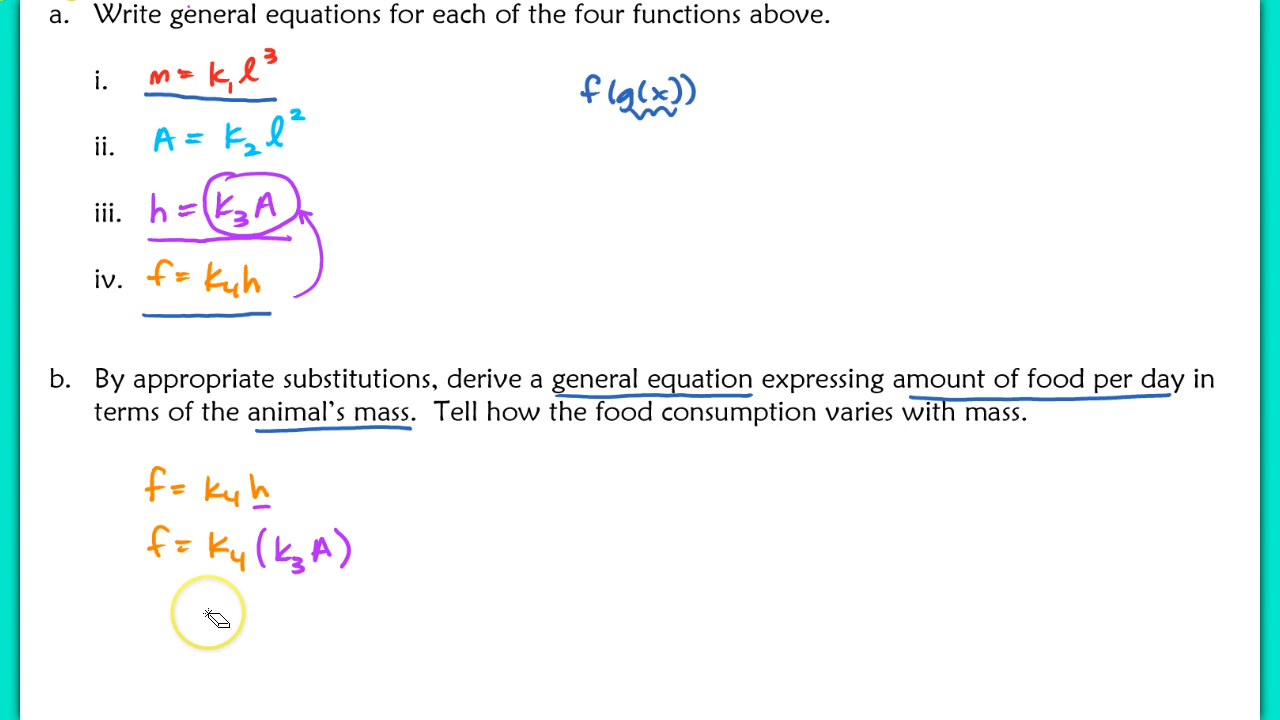 a. Write general equations for each of the four functions above.
i. m = k₁l³
f(g(x))
ii. A = k₂l²
iii. h = k₃A
iv. f = k₄h
b. By appropriate substitutions, derive a general equation expressing amount of food per day in
terms of the animal's mass. Tell how the food consumption varies with mass.
f = k₄h
f = k₄(k₃A)